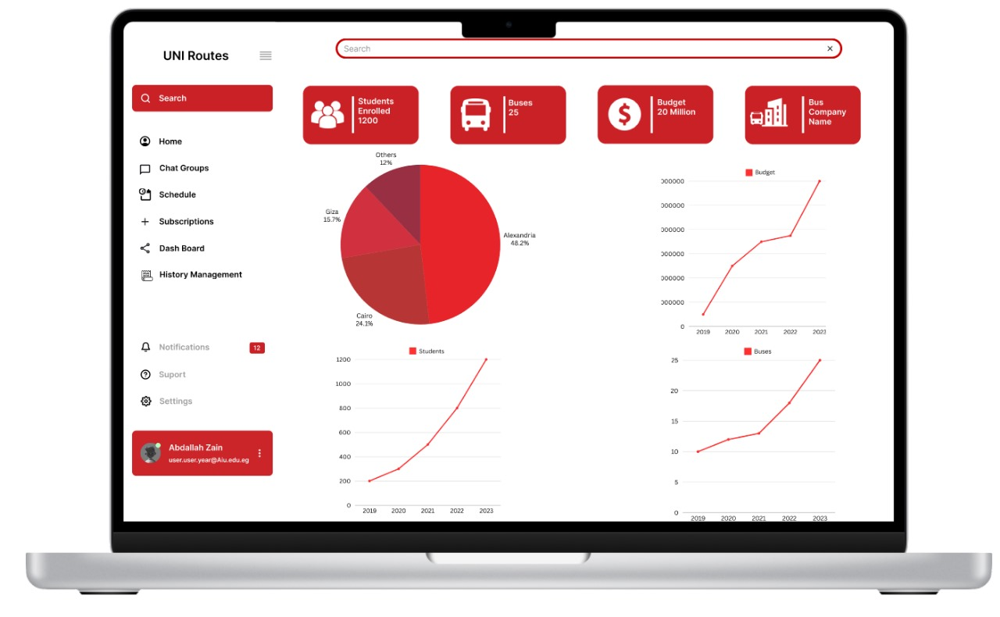 UNI Routes
Search
Home
Chat Groups
Schedule
Subscriptions
Dash Board
History Management
Notifications
12
Suport
Settings
Abdallah Zain
user.user.year@Aiu.edu.eg
Search
×
Students
Enrolled
1200
Buses
25
Budget
20 Million
Bus
Company
Name
Others
12%
Giza
15.7%
Alexandria
48.2%
Cairo
24.1%
Budget
000000
000000
000000
000000
000000
000000
0
2019 2020 2021 2022 2023
Students
1200
1000
800
600
400
200
0
2019 2020 2021 2022 2023
Buses
25
20
15
10
5
0
2019 2020 2021 2022 2023